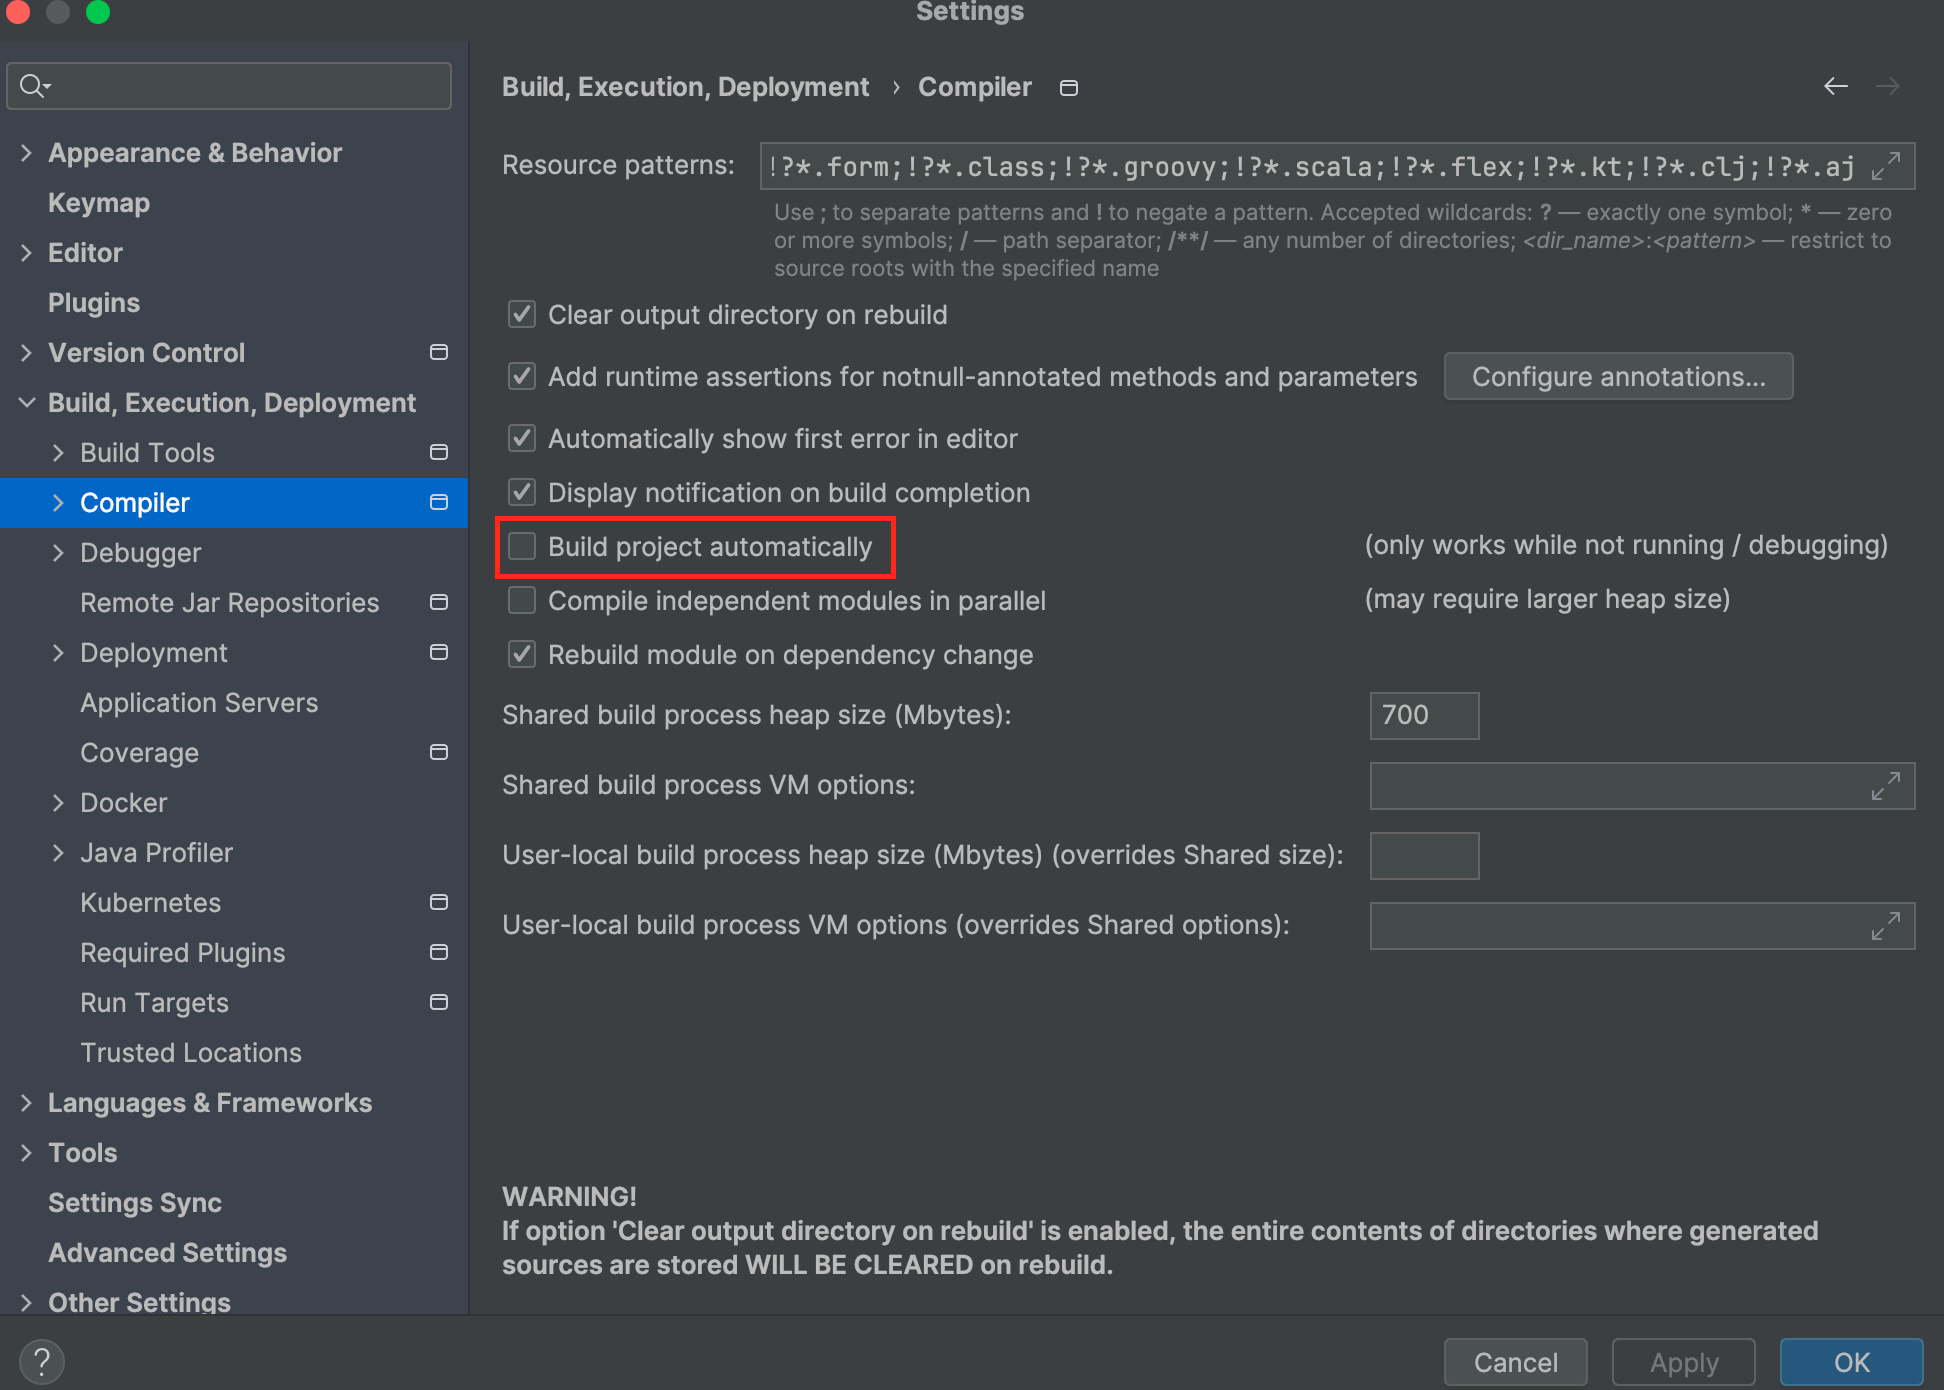 Settings
Appearance & Behavior
Keymap
Editor
Plugins
Version Control
Build, Execution, Deployment
Build Tools
Compiler
Debugger
Remote Jar Repositories
Deployment
Application Servers
Coverage
Docker
Java Profiler
Kubernetes
Required Plugins
Run Targets
Trusted Locations
Languages & Frameworks
Tools
Settings Sync
Advanced Settings
Other Settings
Build, Execution, Deployment › Compiler
Resource patterns: !?*.form;!?*.class;!?*.groovy;!?*.scala;!?*.flex;!?*.kt;!?*.clj;!?*.aj
Use ; to separate patterns and ! to negate a pattern. Accepted wildcards: ? — exactly one symbol; * — zero
or more symbols; / — path separator; /**/ — any number of directories; <dir_name>:<pattern> — restrict to
source roots with the specified name
Clear output directory on rebuild
Add runtime assertions for notnull-annotated methods and parameters Configure annotations...
Automatically show first error in editor
Display notification on build completion
Build project automatically (only works while not running / debugging)
Compile independent modules in parallel (may require larger heap size)
Rebuild module on dependency change
Shared build process heap size (Mbytes): 700
Shared build process VM options:
User-local build process heap size (Mbytes) (overrides Shared size):
User-local build process VM options (overrides Shared options):
WARNING!
If option 'Clear output directory on rebuild' is enabled, the entire contents of directories where generated
sources are stored WILL BE CLEARED on rebuild.
? Cancel Apply OK